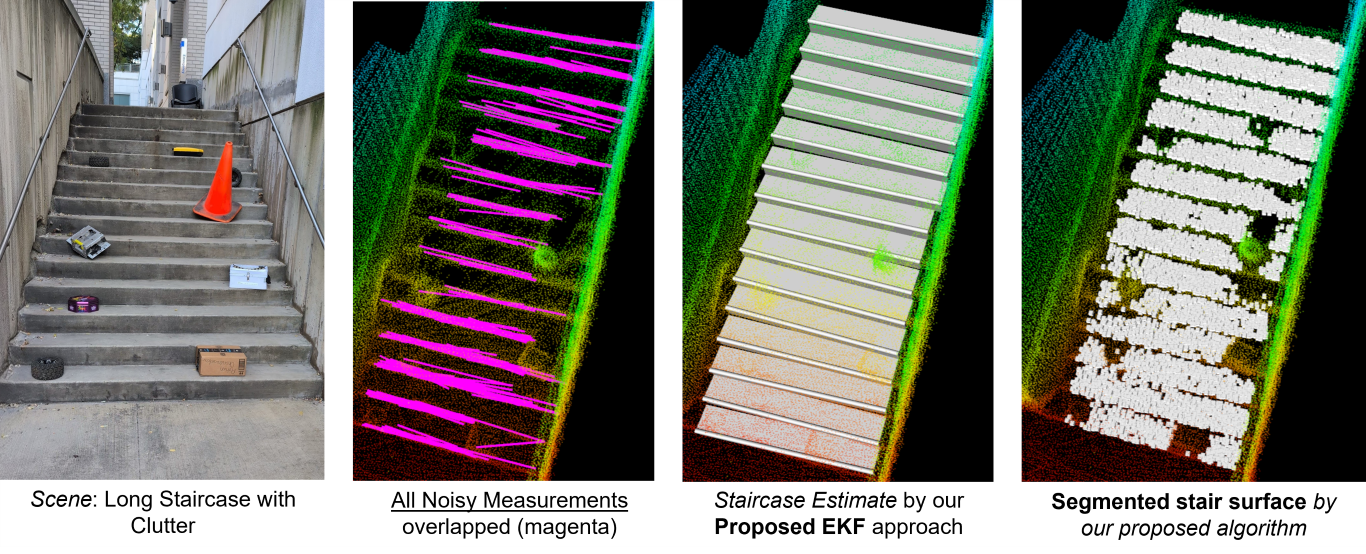 Scene: Long Staircase with
Clutter
All Noisy Measurements
overlapped (magenta)
Staircase Estimate by our
Proposed EKF approach
Segmented stair surface by
our proposed algorithm